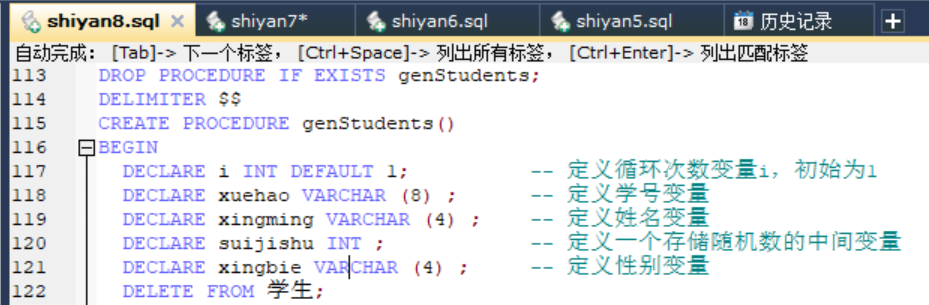 shiyan8.sql × shiyan7* shiyan6.sql shiyan5.sql 18 历史记录 +
自动完成： [Tab]-> 下一个标签， [Ctrl+Space]-> 列出所有标签， [Ctrl+Enter]-> 列出匹配标签
113 DROP PROCEDURE IF EXISTS genStudents;
114 DELIMITER $$
115 CREATE PROCEDURE genStudents()
116 BEGIN
117 DECLARE i INT DEFAULT 1; -- 定义循环次数变量i，初始为1
118 DECLARE xuehao VARCHAR (8) ; -- 定义学号变量
119 DECLARE xingming VARCHAR (4) ; -- 定义姓名变量
120 DECLARE suijishu INT ; -- 定义一个存储随机数的中间变量
121 DECLARE xingbie VARCHAR (4) ; -- 定义性别变量
122 DELETE FROM 学生;